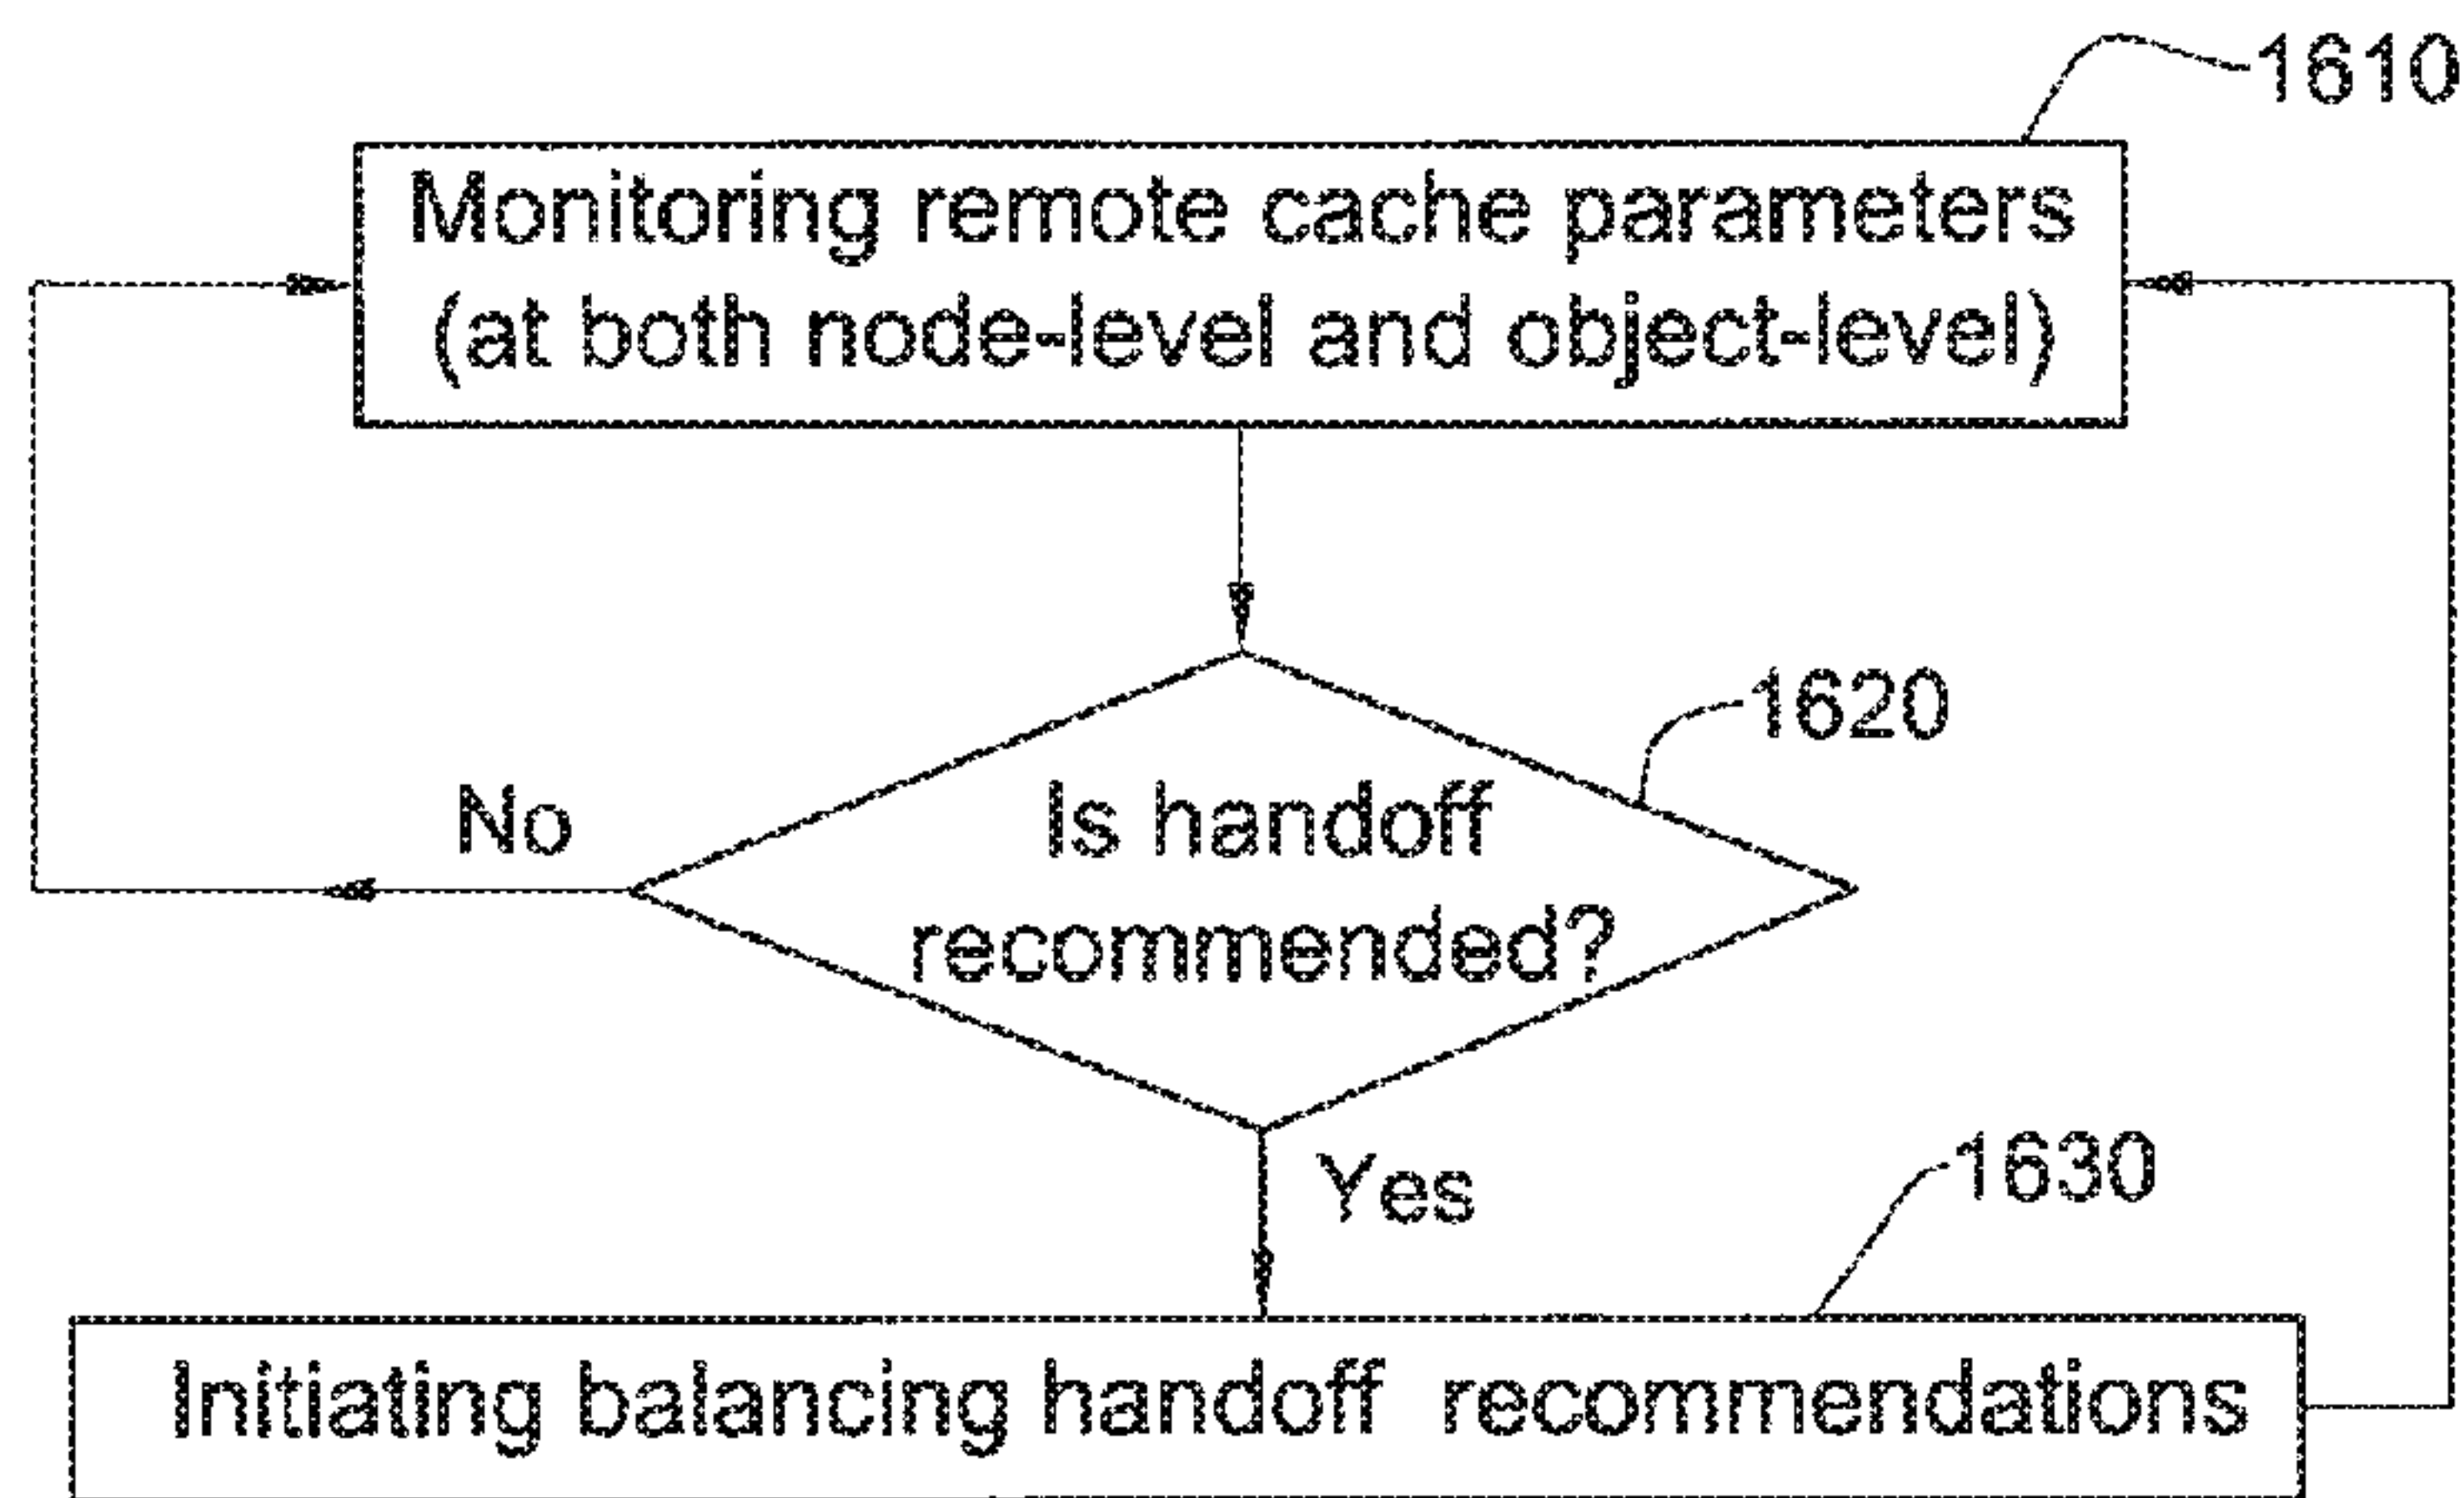 1610
Monitoring remote cache parameters
(at both node-level and object-level)
1620
No
Is handoff
recommended?
Yes
1630
Initiating balancing handoff recommendations